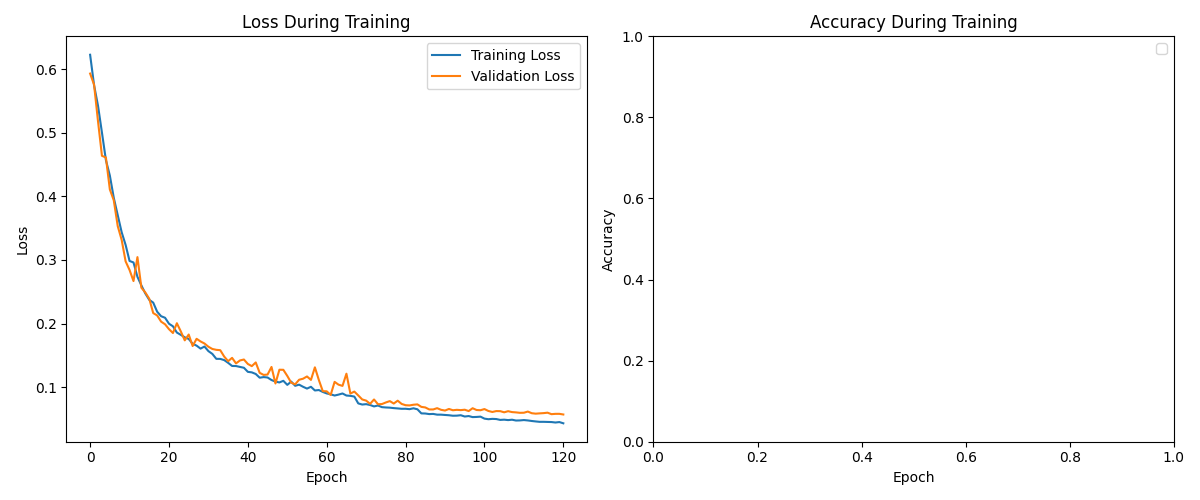 Loss During Training
Training Loss
Validation Loss
0.6
0.5
0.4
0.3
0.2
0.1
Loss
0 20 40 60 80 100 120
Epoch
Accuracy During Training
1.0
0.8
0.6
0.4
0.2
0.0
Accuracy
0.0 0.2 0.4 0.6 0.8 1.0
Epoch